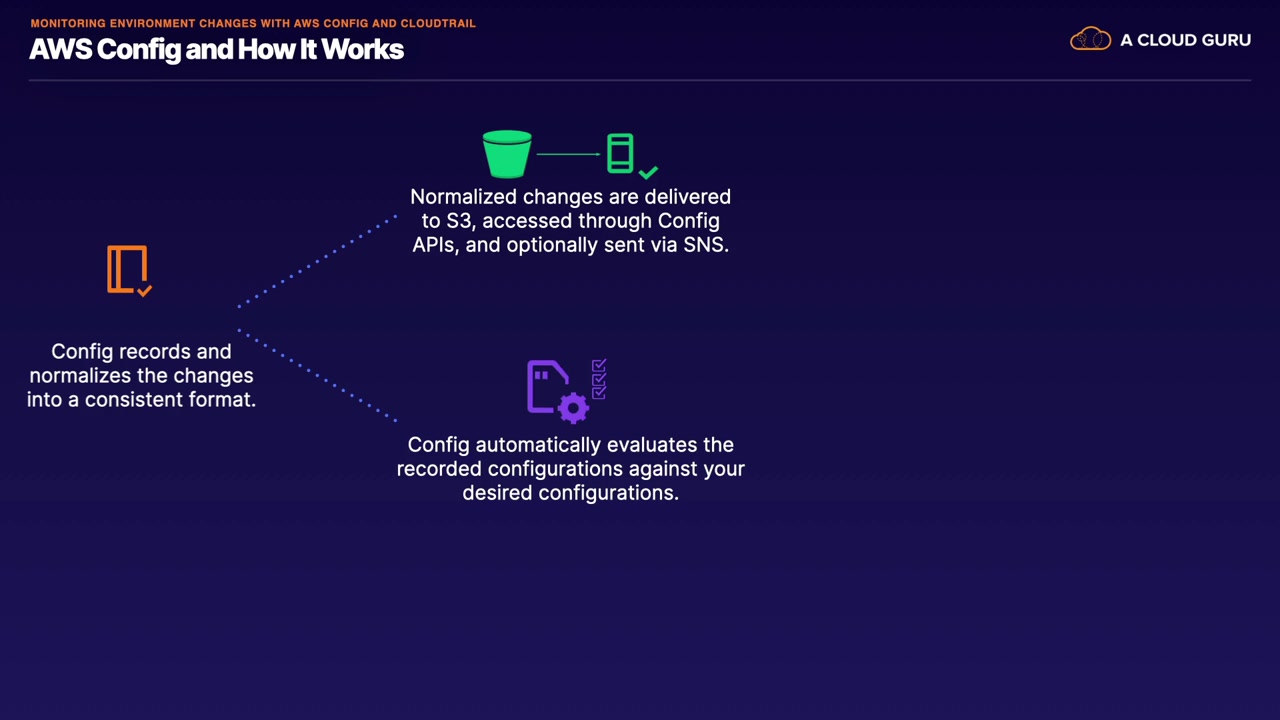 MONITORING ENVIRONMENT CHANGES WITH AWS CONFIG AND CLOUDTRAIL
AWS Config and How It Works
A CLOUD GURU
Normalized changes are delivered
to S3, accessed through Config
APIs, and optionally sent via SNS.
Config records and
normalizes the changes
into a consistent format.
Config automatically evaluates the
recorded configurations against your
desired configurations.